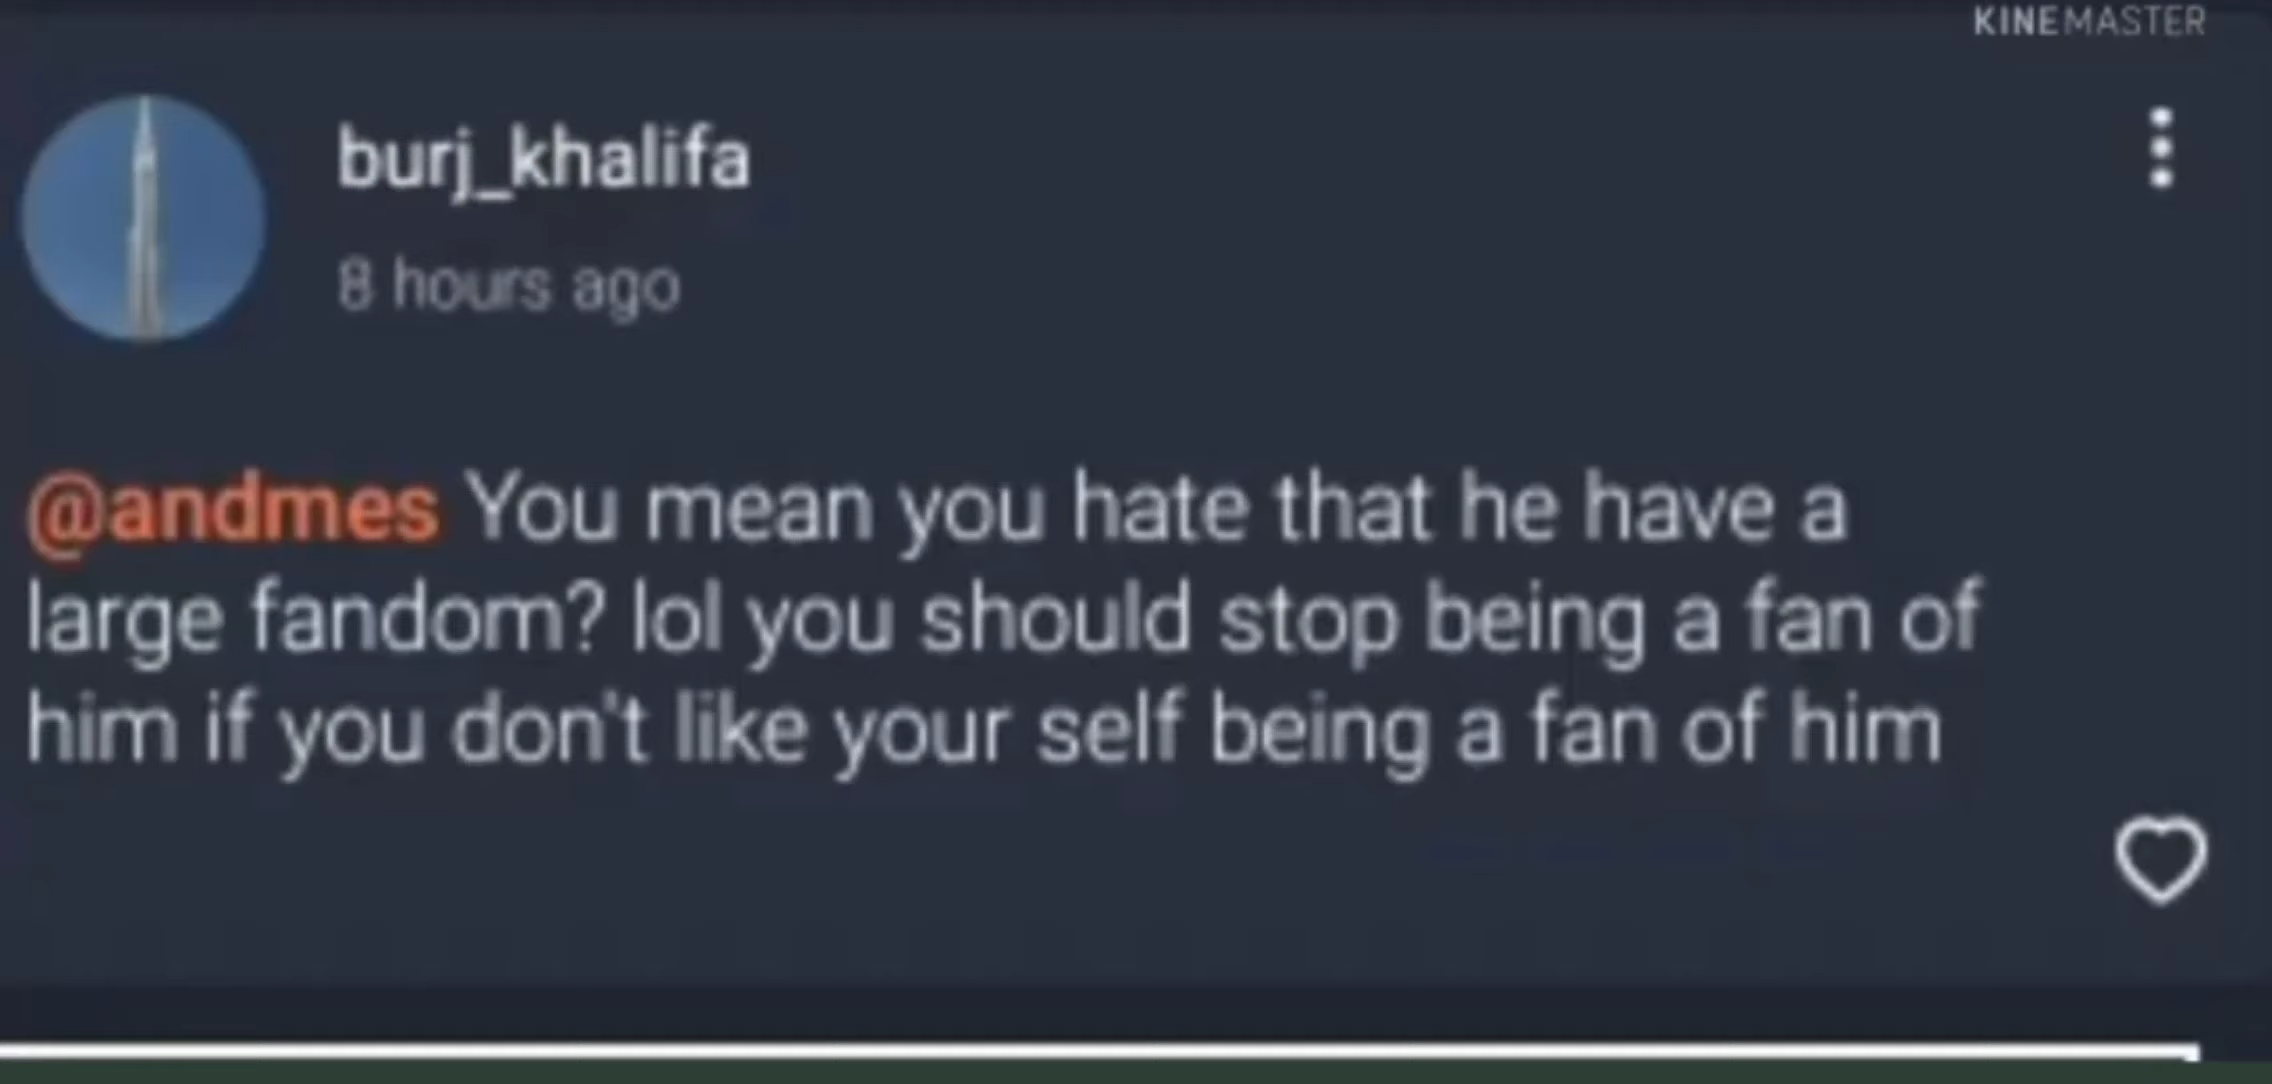 KINEMASTER
burj_khalifa
8 hours ago
@andmes You mean you hate that he have a
large fandom? lol you should stop being a fan of
him if you don't like your self being a fan of him